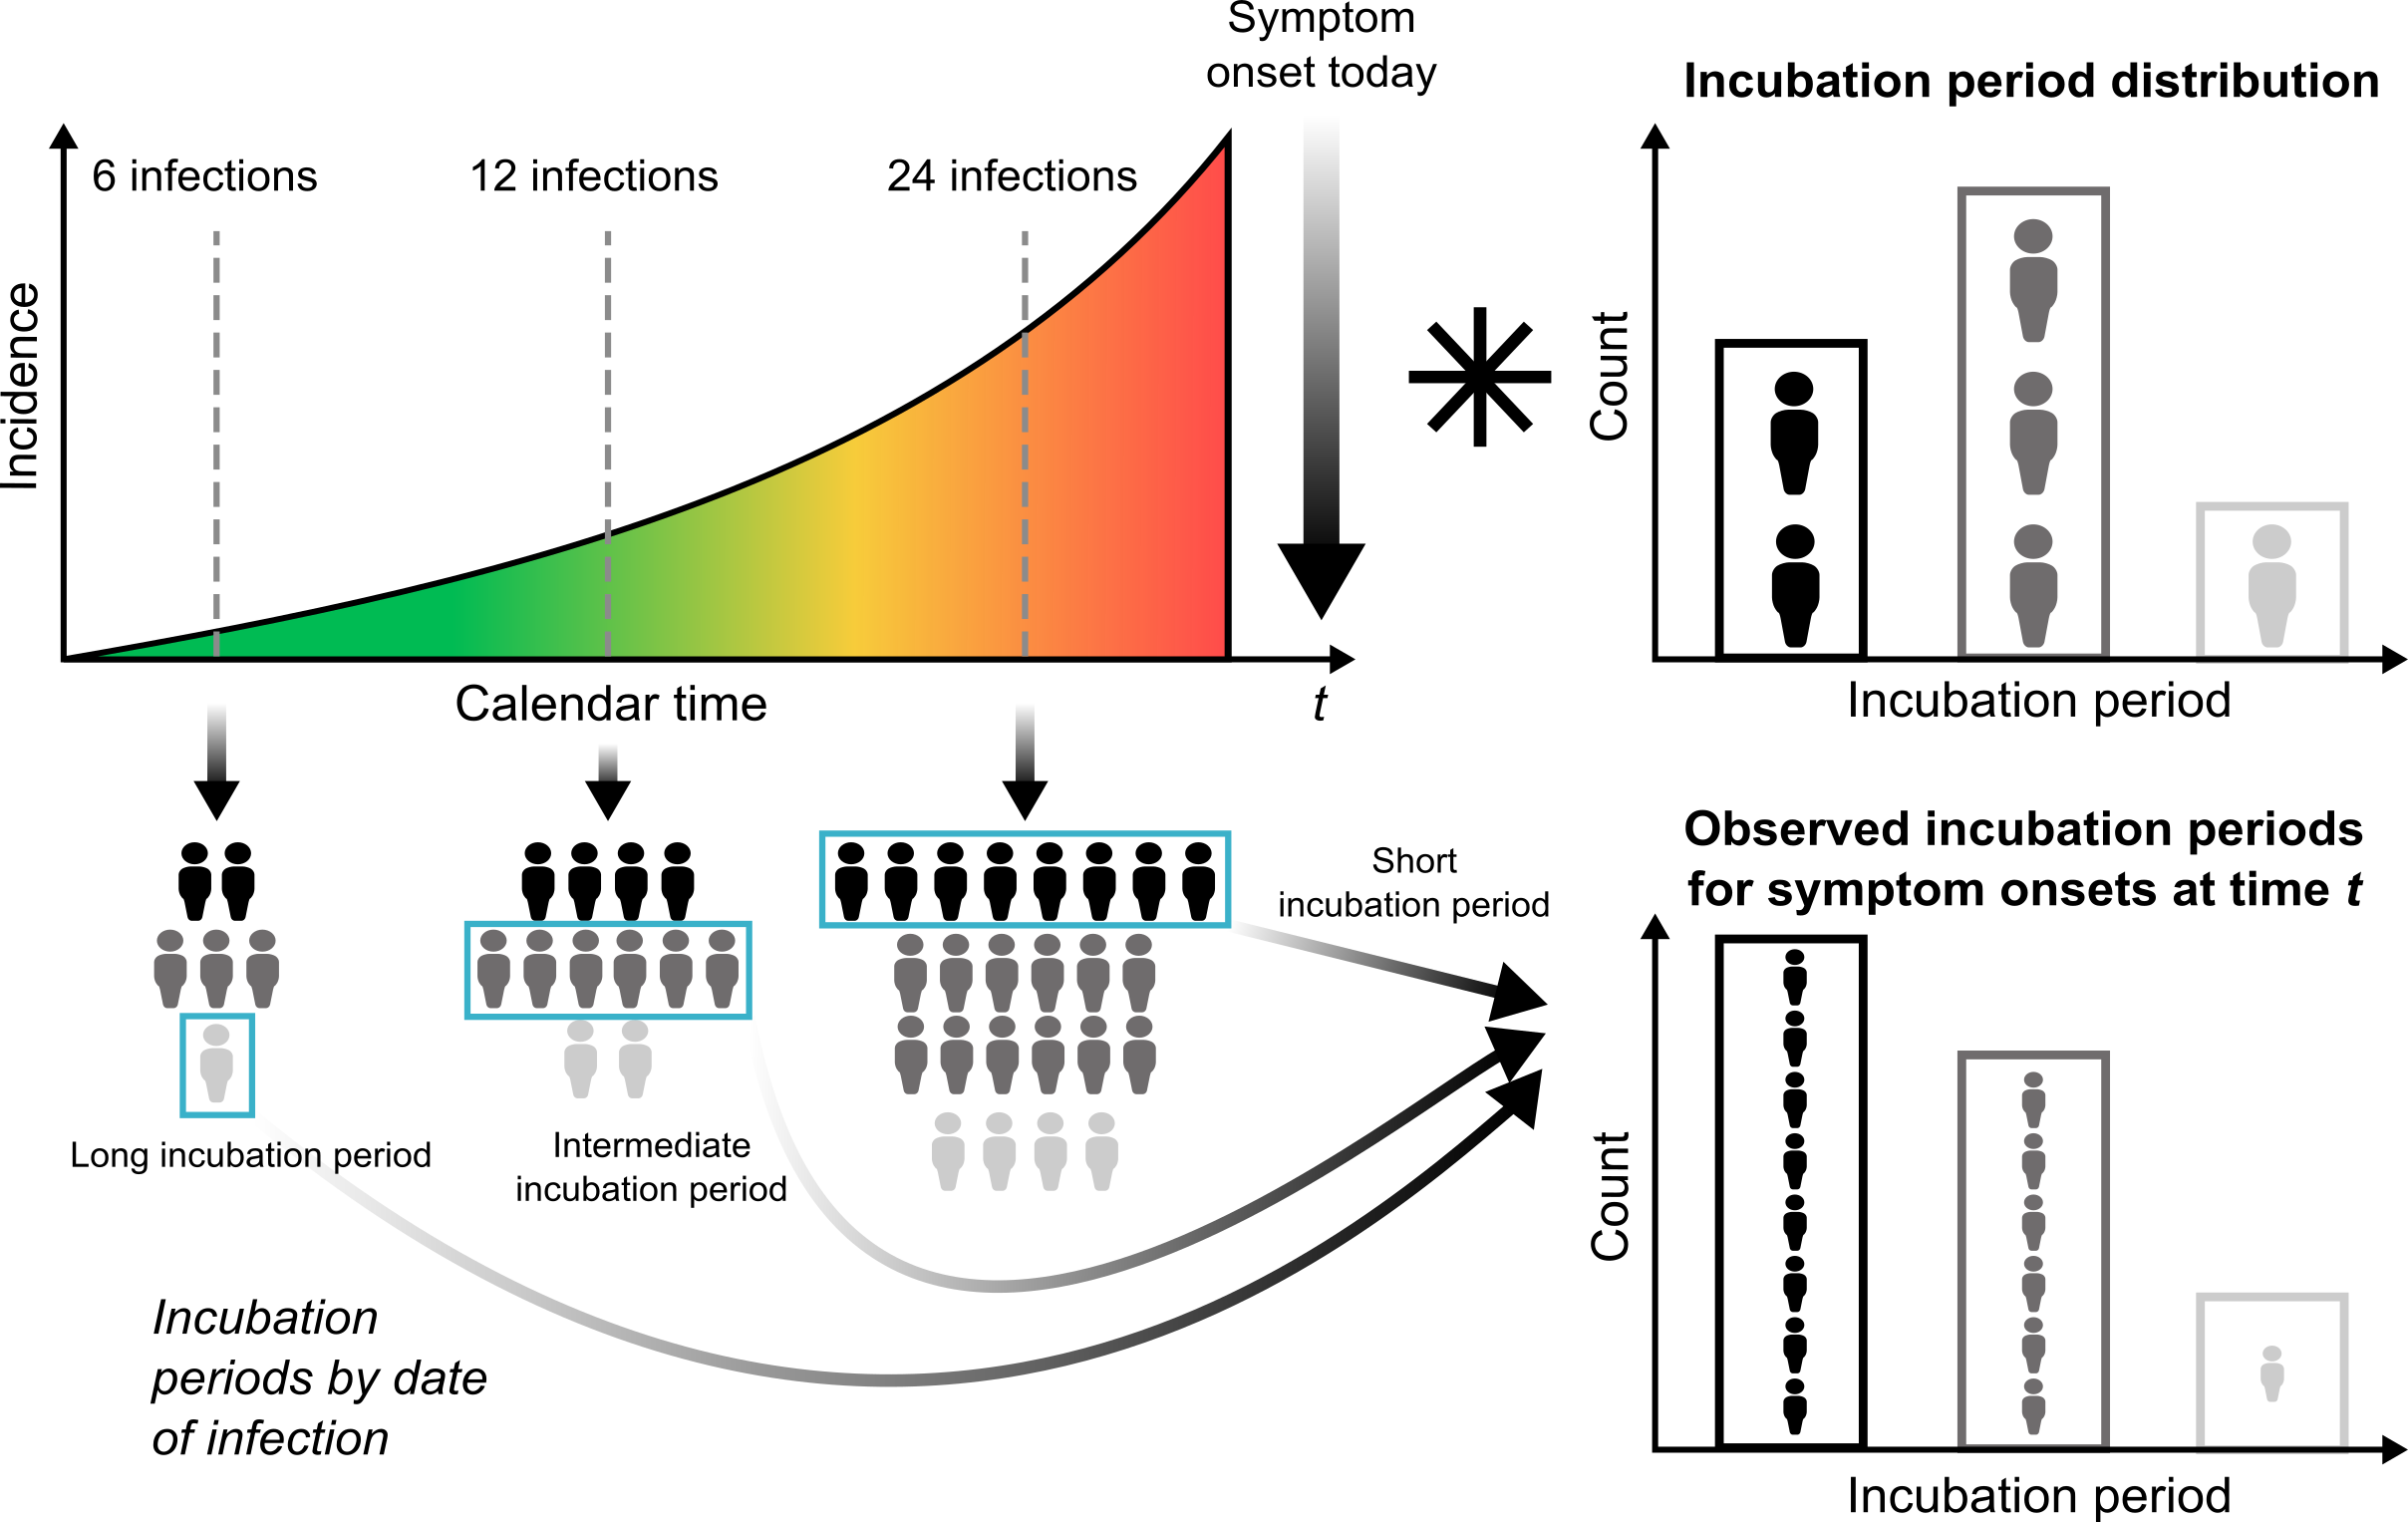 Symptom
onset today
6 infections
12 infections
24 infections
Incidence
Calendar time
t
Incubation period distribution
Count
Incubation period
Short
incubation period
Long incubation period
Intermediate
incubation period
Incubation
periods by date
of infection
Observed incubation periods
for symptom onsets at time t
Count
Incubation period